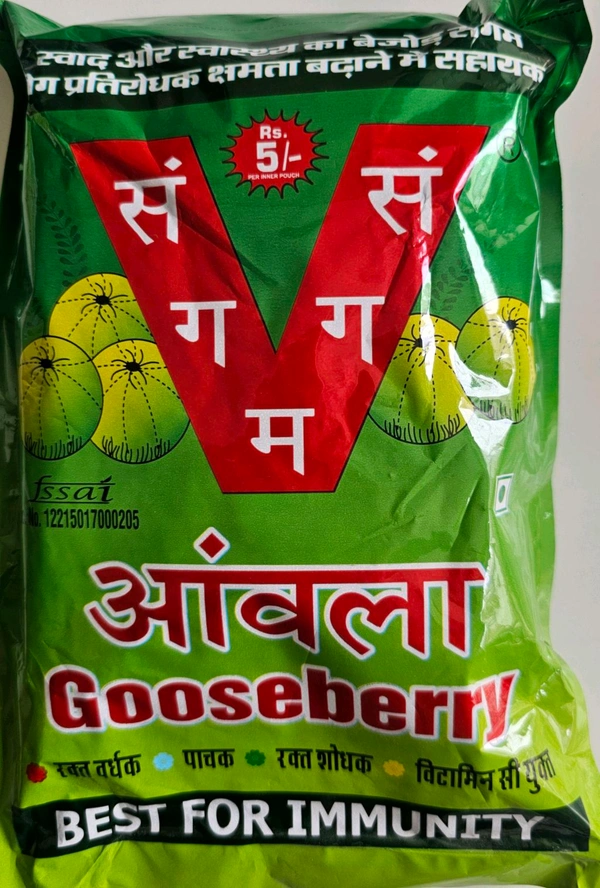 स्वाद और स्वास्थ्य का बेजोड़ संगम
प्रतिरोधक क्षमता बढ़ाने में सहायक
Rs.
5/-
PER INNER POUCH
सं सं
ग ग
म
R
fssai
No. 12215017000205
आंवला
Gooseberry
रक्त वर्धक पाचक रक्त शोधक विटामिन सी युक्त
BEST FOR IMMUNITY